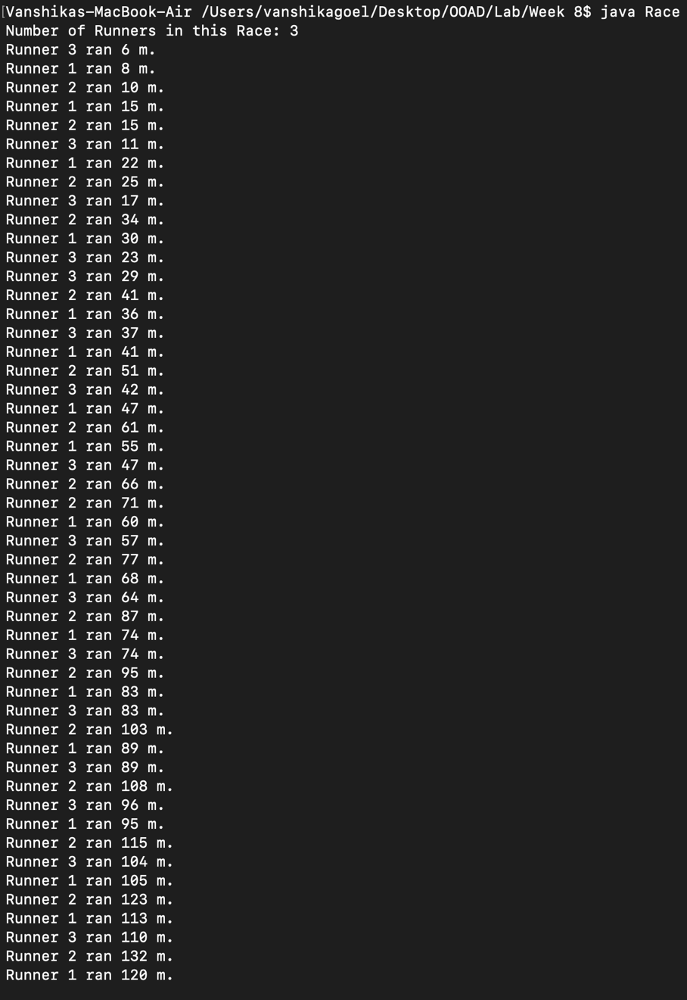 [Vanshikas-MacBook-Air /Users/vanshikagoel/Desktop/OOAD/Lab/Week 8$ java Race
Number of Runners in this Race: 3
Runner 3 ran 6 m.
Runner 1 ran 8 m.
Runner 2 ran 10 m.
Runner 1 ran 15 m.
Runner 2 ran 15 m.
Runner 3 ran 11 m.
Runner 1 ran 22 m.
Runner 2 ran 25 m.
Runner 3 ran 17 m.
Runner 2 ran 34 m.
Runner 1 ran 30 m.
Runner 3 ran 23 m.
Runner 3 ran 29 m.
Runner 2 ran 41 m.
Runner 1 ran 36 m.
Runner 3 ran 37 m.
Runner 1 ran 41 m.
Runner 2 ran 51 m.
Runner 3 ran 42 m.
Runner 1 ran 47 m.
Runner 2 ran 61 m.
Runner 1 ran 55 m.
Runner 3 ran 47 m.
Runner 2 ran 66 m.
Runner 2 ran 71 m.
Runner 1 ran 60 m.
Runner 3 ran 57 m.
Runner 2 ran 77 m.
Runner 1 ran 68 m.
Runner 3 ran 64 m.
Runner 2 ran 87 m.
Runner 1 ran 74 m.
Runner 3 ran 74 m.
Runner 2 ran 95 m.
Runner 1 ran 83 m.
Runner 3 ran 83 m.
Runner 2 ran 103 m.
Runner 1 ran 89 m.
Runner 3 ran 89 m.
Runner 2 ran 108 m.
Runner 3 ran 96 m.
Runner 1 ran 95 m.
Runner 2 ran 115 m.
Runner 3 ran 104 m.
Runner 1 ran 105 m.
Runner 2 ran 123 m.
Runner 1 ran 113 m.
Runner 3 ran 110 m.
Runner 2 ran 132 m.
Runner 1 ran 120 m.